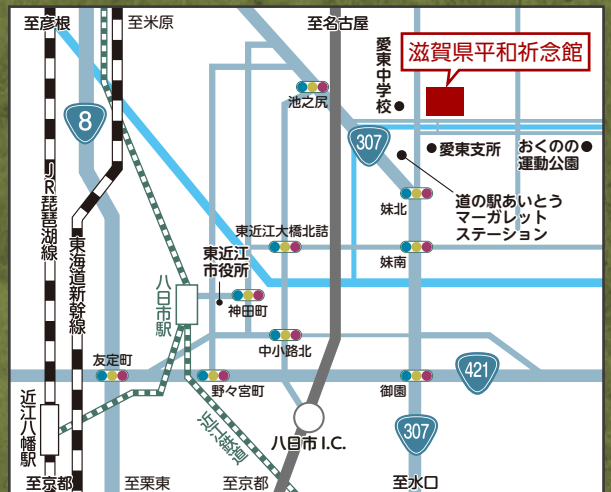 至彦根
至米原
至名古屋
滋賀県平和祈念館
愛東中学校
池之尻
8
307
愛東支所
おくのの
運動公園
妹北
道の駅あいとう
マーガレット
ステーション
JR琵琶湖線
東海道新幹線
東近江大橋北詰
妹南
東近江
市役所
八日市駅
神田町
中小路北
友定町
野々宮町
御園
421
近江八幡駅
近江鉄道
八日市I.C.
307
至京都
至栗東
至京都
至水口